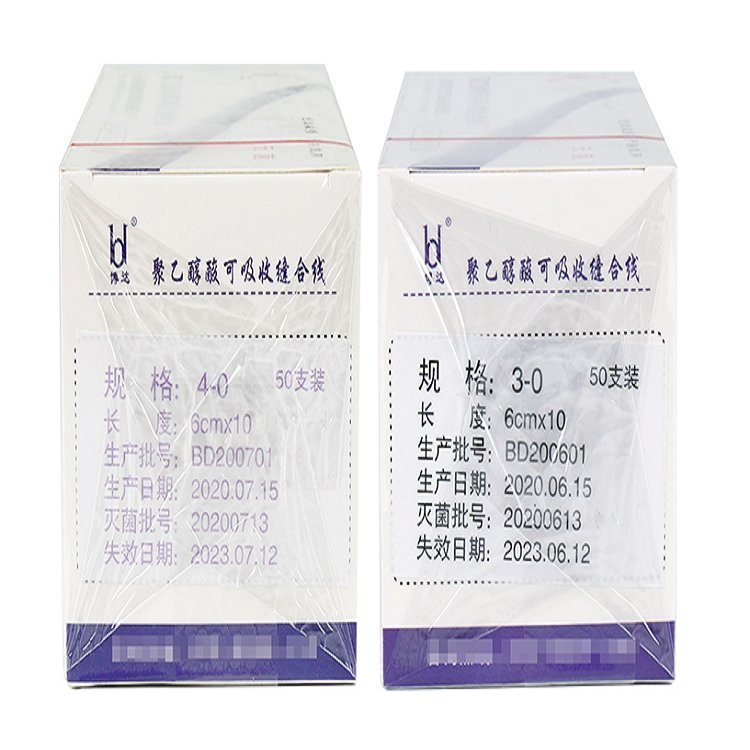 bd®
博达
聚乙醇酸可吸收缝合线
规 格: 4-0 50支装
长 度: 6cmx10
生产批号: BD200701
生产日期: 2020.07.15
灭菌批号: 20200713
失效日期: 2023.07.12
bd®
聚乙醇酸可吸收缝合线
规 格: 3-0 50支装
长 度: 6cmx10
生产批号: BD200601
生产日期: 2020.06.15
灭菌批号: 20200613
失效日期: 2023.06.12